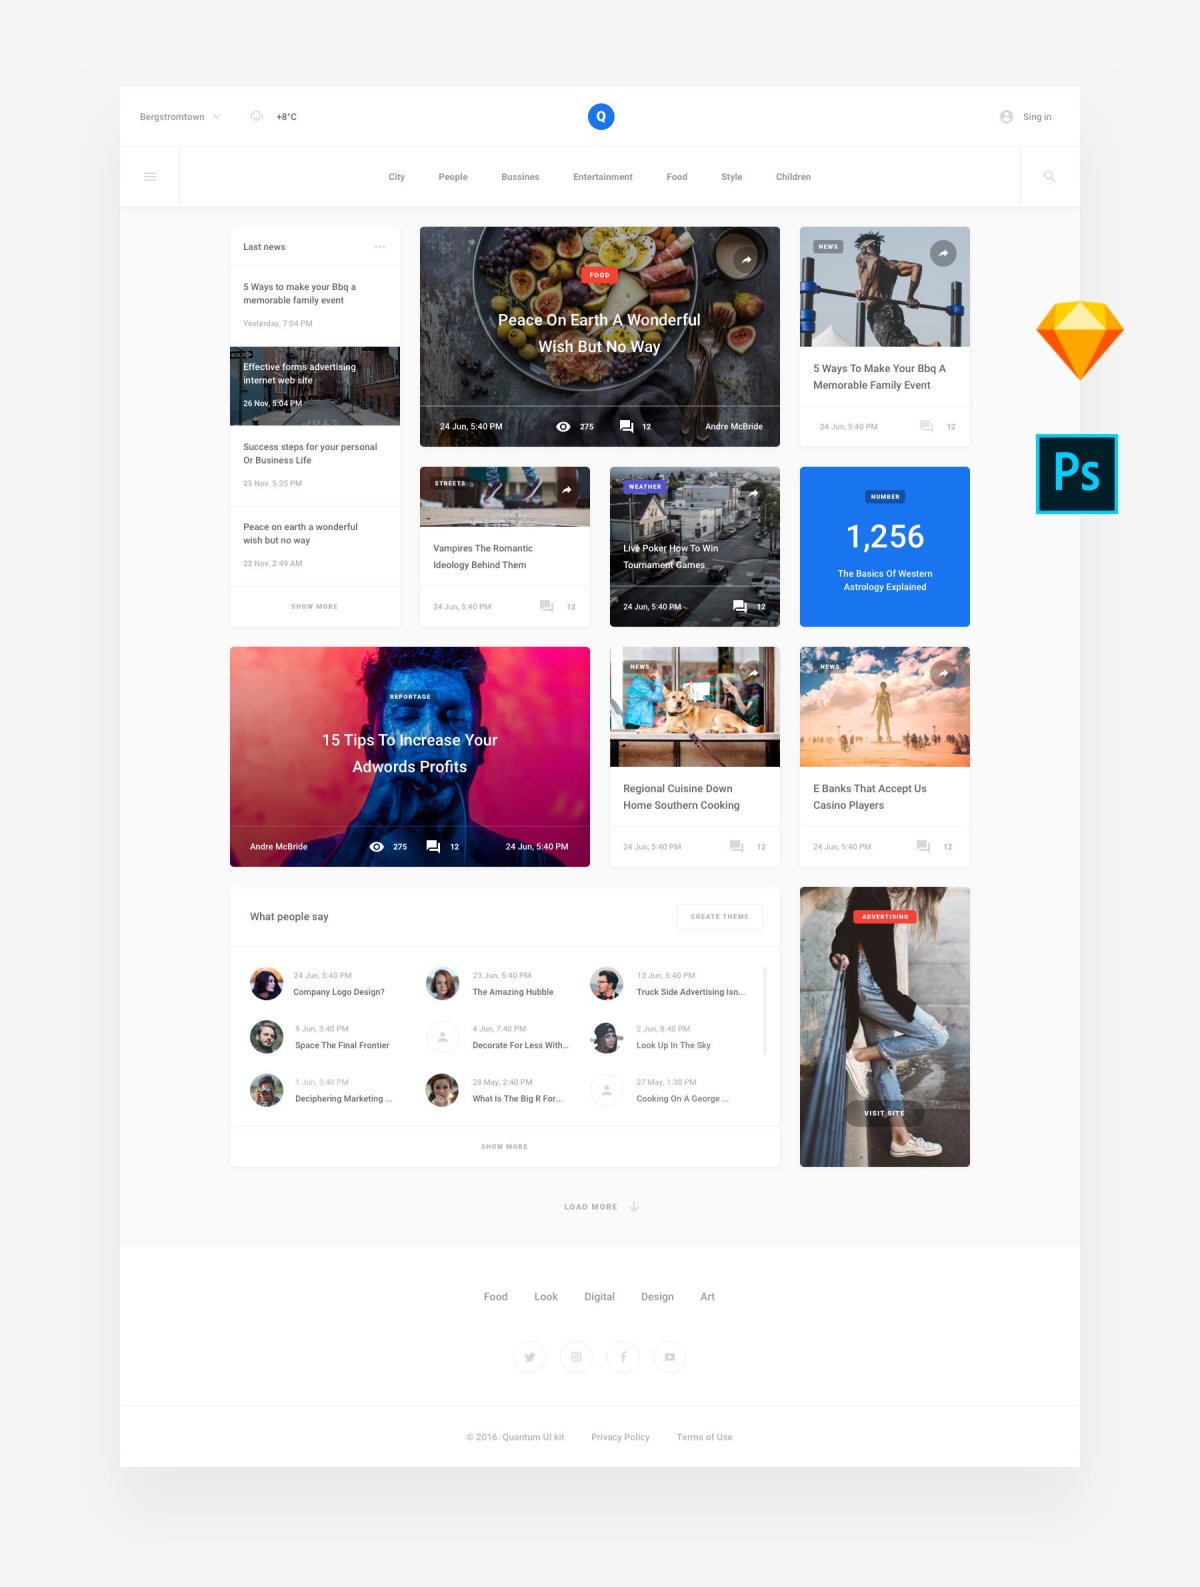 Bergstromtown
+8°C
Q
Sing in
City People Bussines Entertainment Food Style Children
Last news
5 Ways to make your Bbq a
memorable family event
Yesterday, 7:04 PM
Effective forms advertising
internet web site
26 Nov, 5:04 PM
Success steps for your personal
Or Business Life
25 Nov, 5:35 PM
Peace on earth a wonderful
wish but no way
22 Nov, 2:49 AM
SHOW MORE
FOOD
Peace On Earth A Wonderful
Wish But No Way
24 Jun, 5:40 PM 275 12 Andre McBride
NEWS
5 Ways To Make Your Bbq A
Memorable Family Event
24 Jun, 5:40 PM 12
Ps
STREETS
Vampires The Romantic
Ideology Behind Them
24 Jun, 5:40 PM 12
WEATHER
Live Poker How To Win
Tournament Games
24 Jun, 5:40 PM 12
NUMBER
1,256
The Basics Of Western
Astrology Explained
REPORTAGE
15 Tips To Increase Your
Adwords Profits
Andre McBride 275 12 24 Jun, 5:40 PM
NEWS
Regional Cuisine Down
Home Southern Cooking
24 Jun, 5:40 PM 12
NEWS
E Banks That Accept Us
Casino Players
24 Jun, 5:40 PM 12
What people say
CREATE THEME
24 Jun, 5:40 PM
Company Logo Design?
23 Jun, 5:40 PM
The Amazing Hubble
12 Jun, 5:40 PM
Truck Side Advertising Isn...
9 Jun, 3:40 PM
Space The Final Frontier
4 Jun, 7:40 PM
Decorate For Less With...
2 Jun, 8:40 PM
Look Up In The Sky
1 Jun, 3:40 PM
Deciphering Marketing ...
28 May, 2:40 PM
What Is The Big R For...
27 May, 1:30 PM
Cooking On A George ...
SHOW MORE
ADVERTISING
VISIT SITE
LOAD MORE
Food Look Digital Design Art
© 2016. Quantum UI kit Privacy Policy Terms of Use